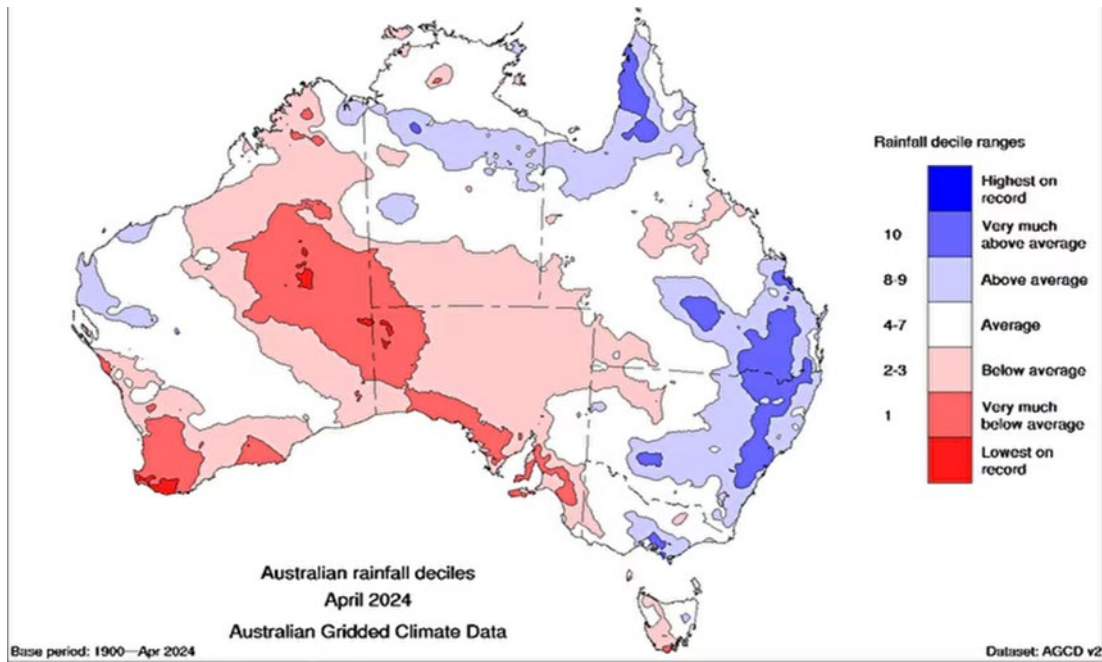 Rainfall decile ranges
Highest on
record
10
Very much
above average
8-9
Above average
4-7
Average
2-3
Below average
1
Very much
below average
Lowest on
record
Australian rainfall deciles
April 2024
Australian Gridded Climate Data
Base period: 1900—Apr 2024
Dataset: AGCD v2